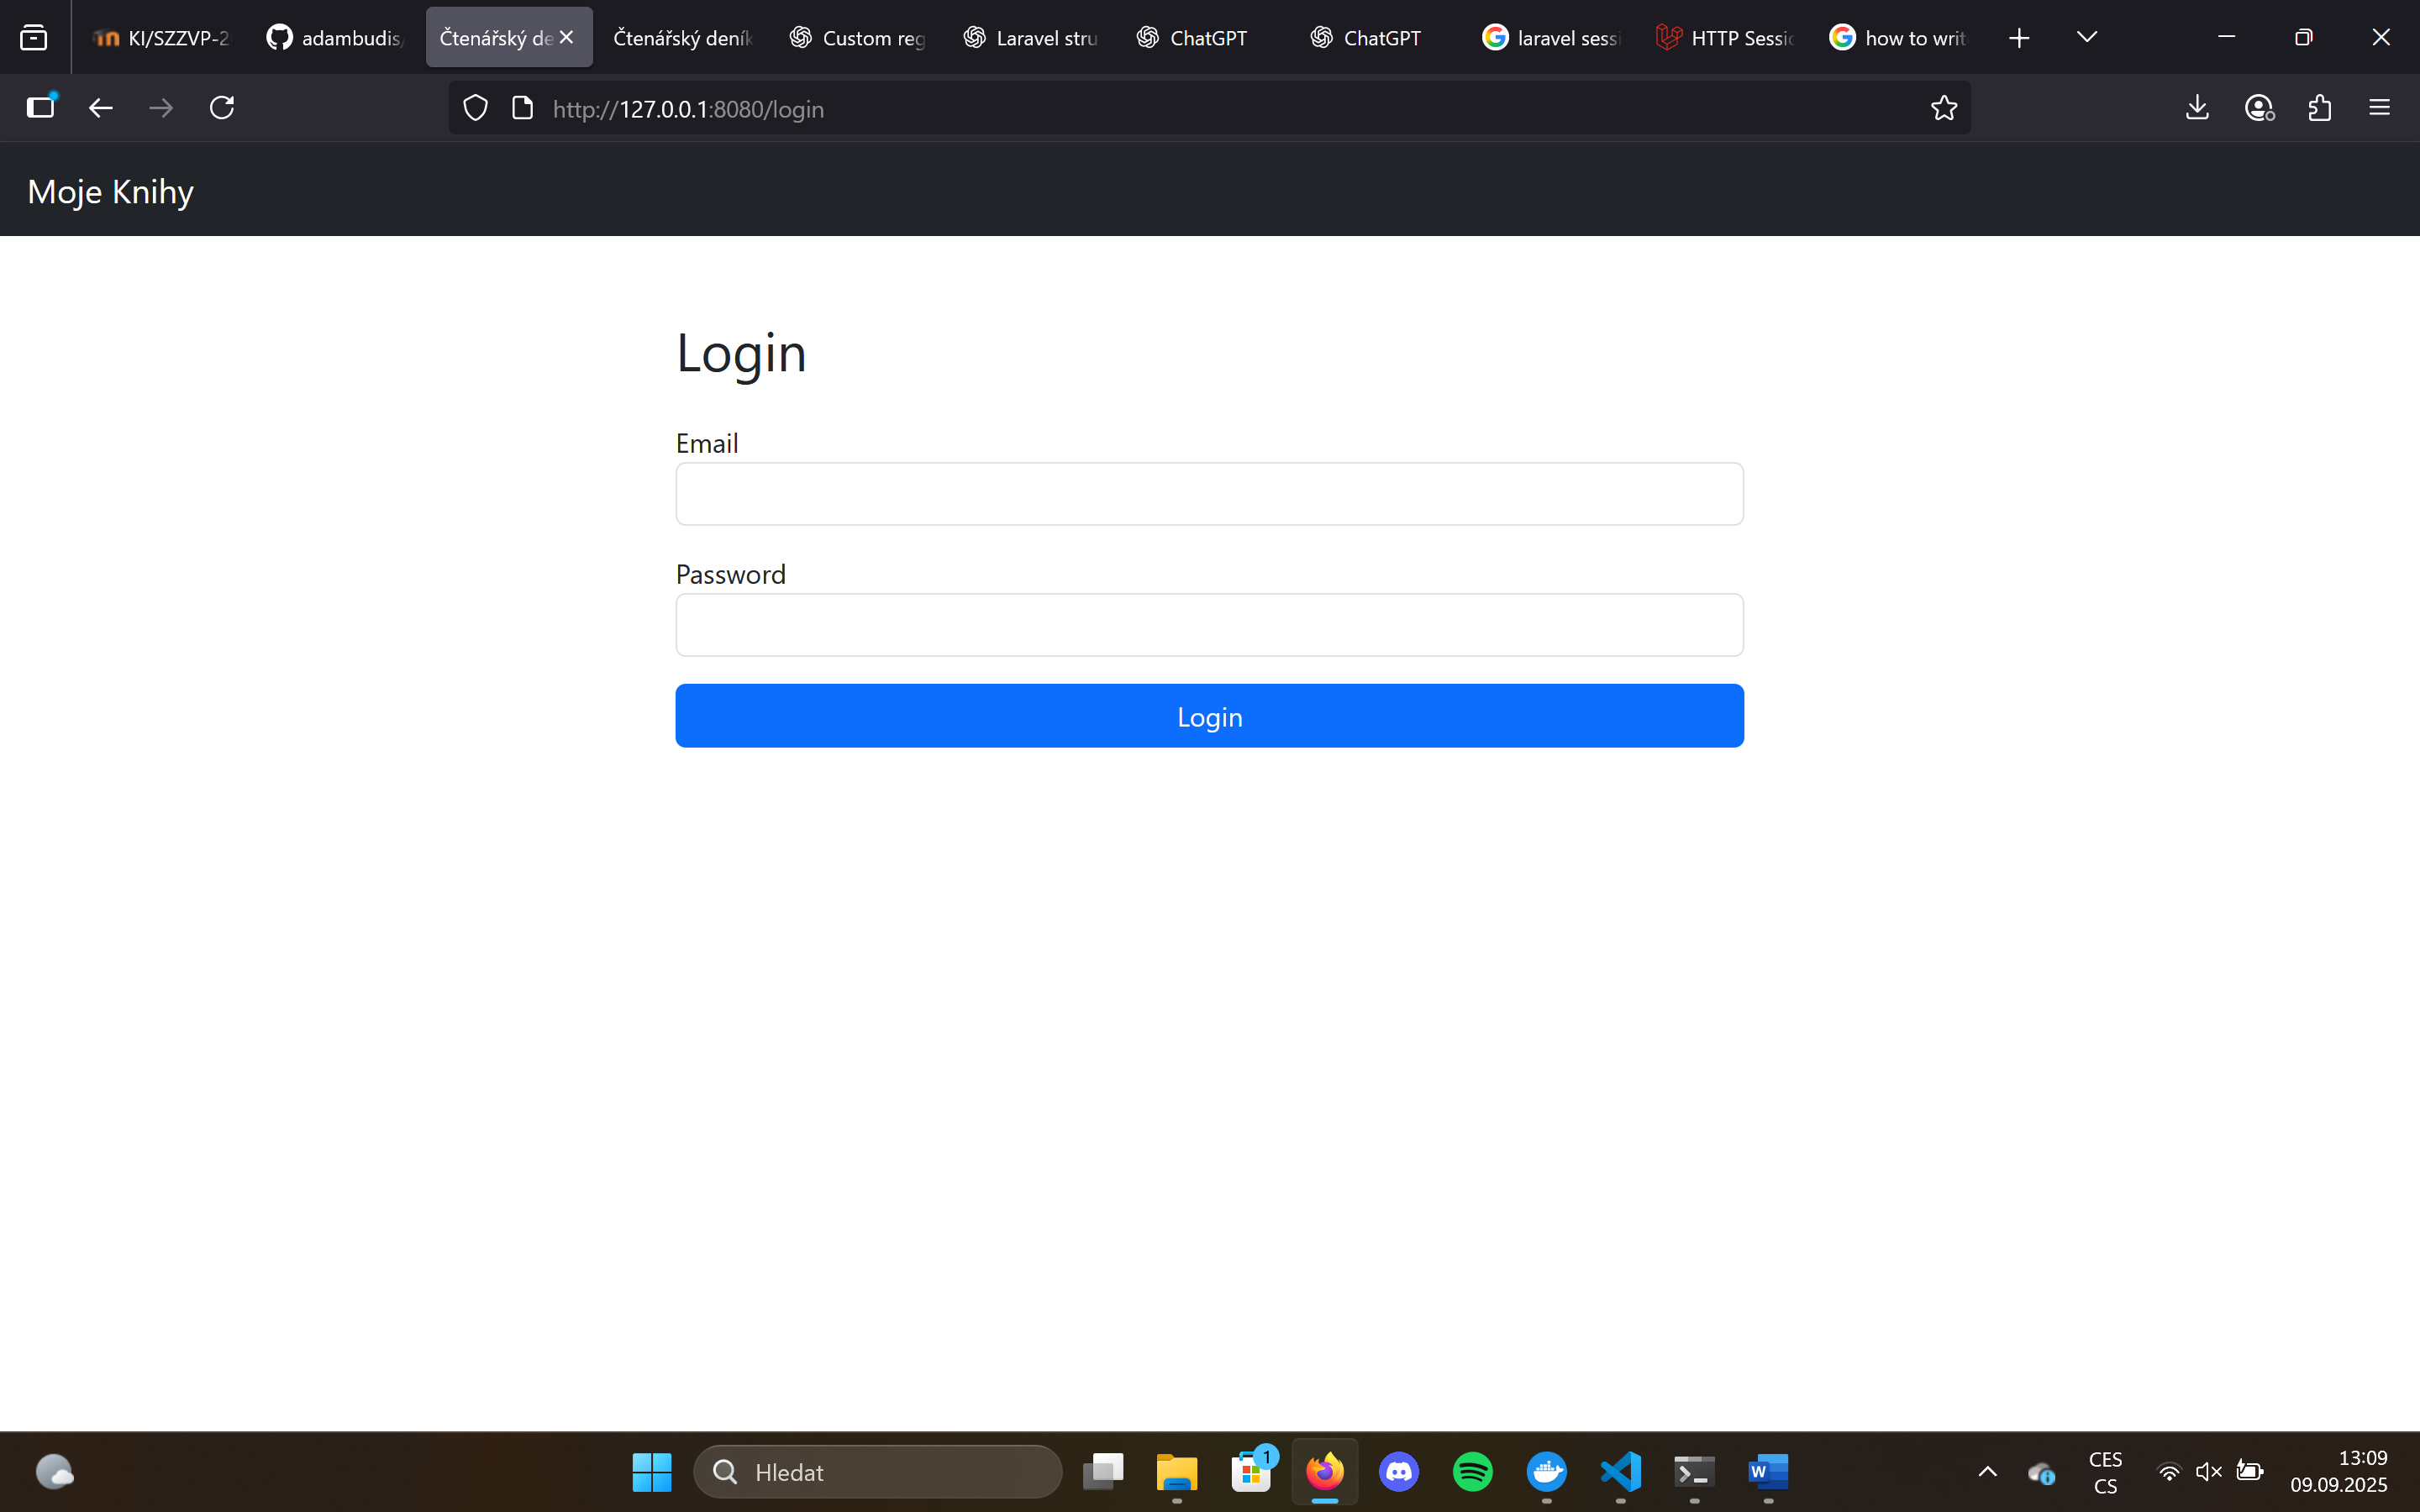 KI/SZZVP-2
adambudis/
Čtenářský de
Čtenářský deník
Custom reg
Laravel stru
ChatGPT
ChatGPT
laravel sessi
HTTP Sessio
how to writ
http://127.0.0.1:8080/login
Moje Knihy
Login
Email
Password
Login
Hledat
1
W
CES
CS
13:09
09.09.2025